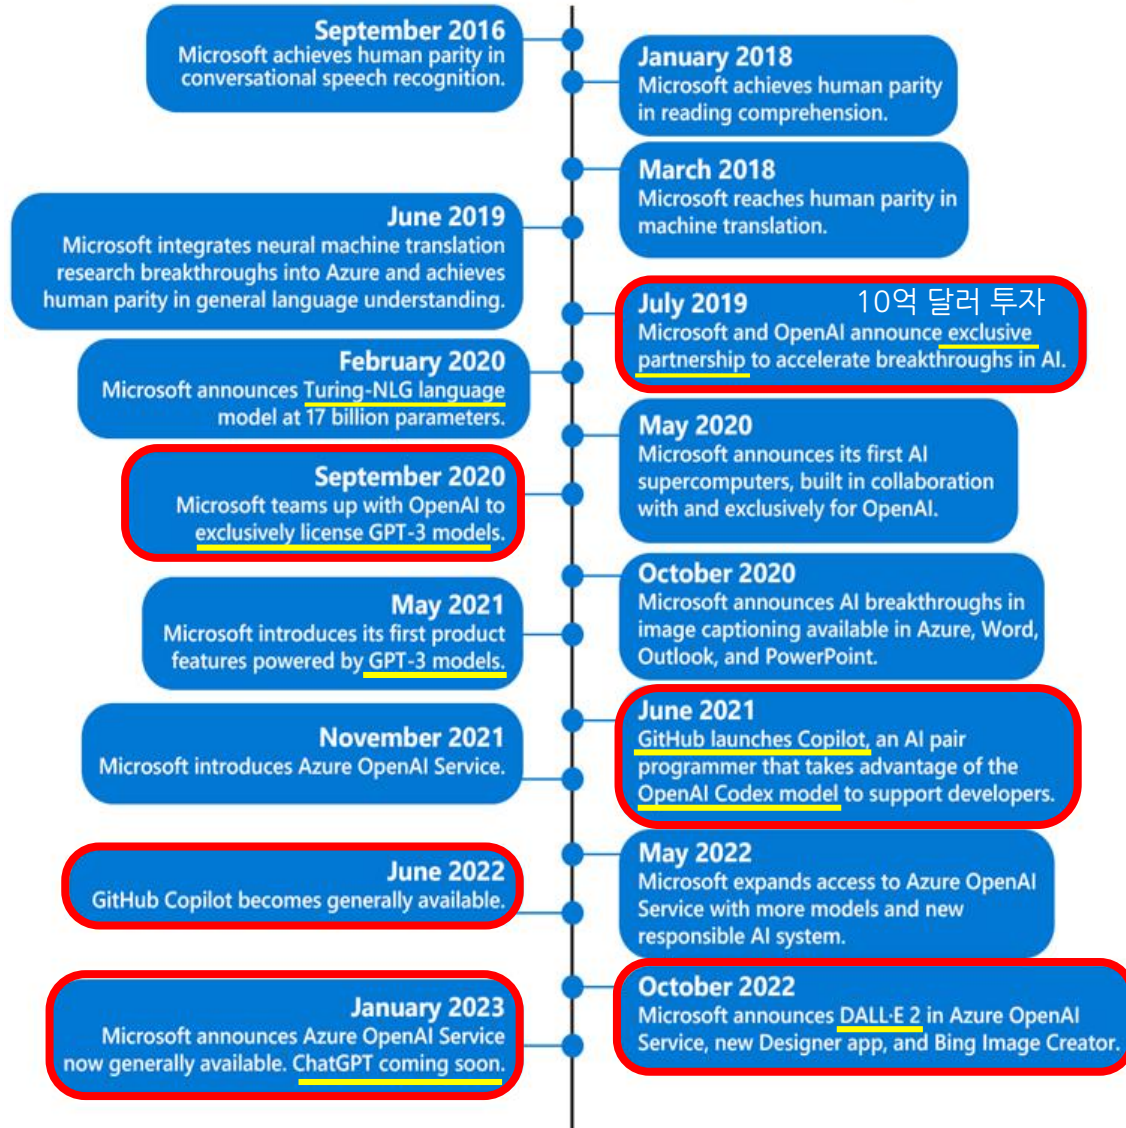 September 2016
Microsoft achieves human parity in
conversational speech recognition.
January 2018
Microsoft achieves human parity
in reading comprehension.
March 2018
Microsoft reaches human parity in
machine translation.
June 2019
Microsoft integrates neural machine translation
research breakthroughs into Azure and achieves
human parity in general language understanding.
July 2019 10억 달러 투자
Microsoft and OpenAI announce exclusive
partnership to accelerate breakthroughs in AI.
February 2020
Microsoft announces Turing-NLG language
model at 17 billion parameters.
May 2020
Microsoft announces its first AI
supercomputers, built in collaboration
with and exclusively for OpenAI.
September 2020
Microsoft teams up with OpenAI to
exclusively license GPT-3 models.
October 2020
Microsoft announces AI breakthroughs in
image captioning available in Azure, Word,
Outlook, and PowerPoint.
May 2021
Microsoft introduces its first product
features powered by GPT-3 models.
June 2021
GitHub launches Copilot, an AI pair
programmer that takes advantage of the
OpenAI Codex model to support developers.
November 2021
Microsoft introduces Azure OpenAI Service.
May 2022
Microsoft expands access to Azure OpenAI
Service with more models and new
responsible AI system.
June 2022
GitHub Copilot becomes generally available.
October 2022
Microsoft announces DALL·E 2 in Azure OpenAI
Service, new Designer app, and Bing Image Creator.
January 2023
Microsoft announces Azure OpenAI Service
now generally available. ChatGPT coming soon.